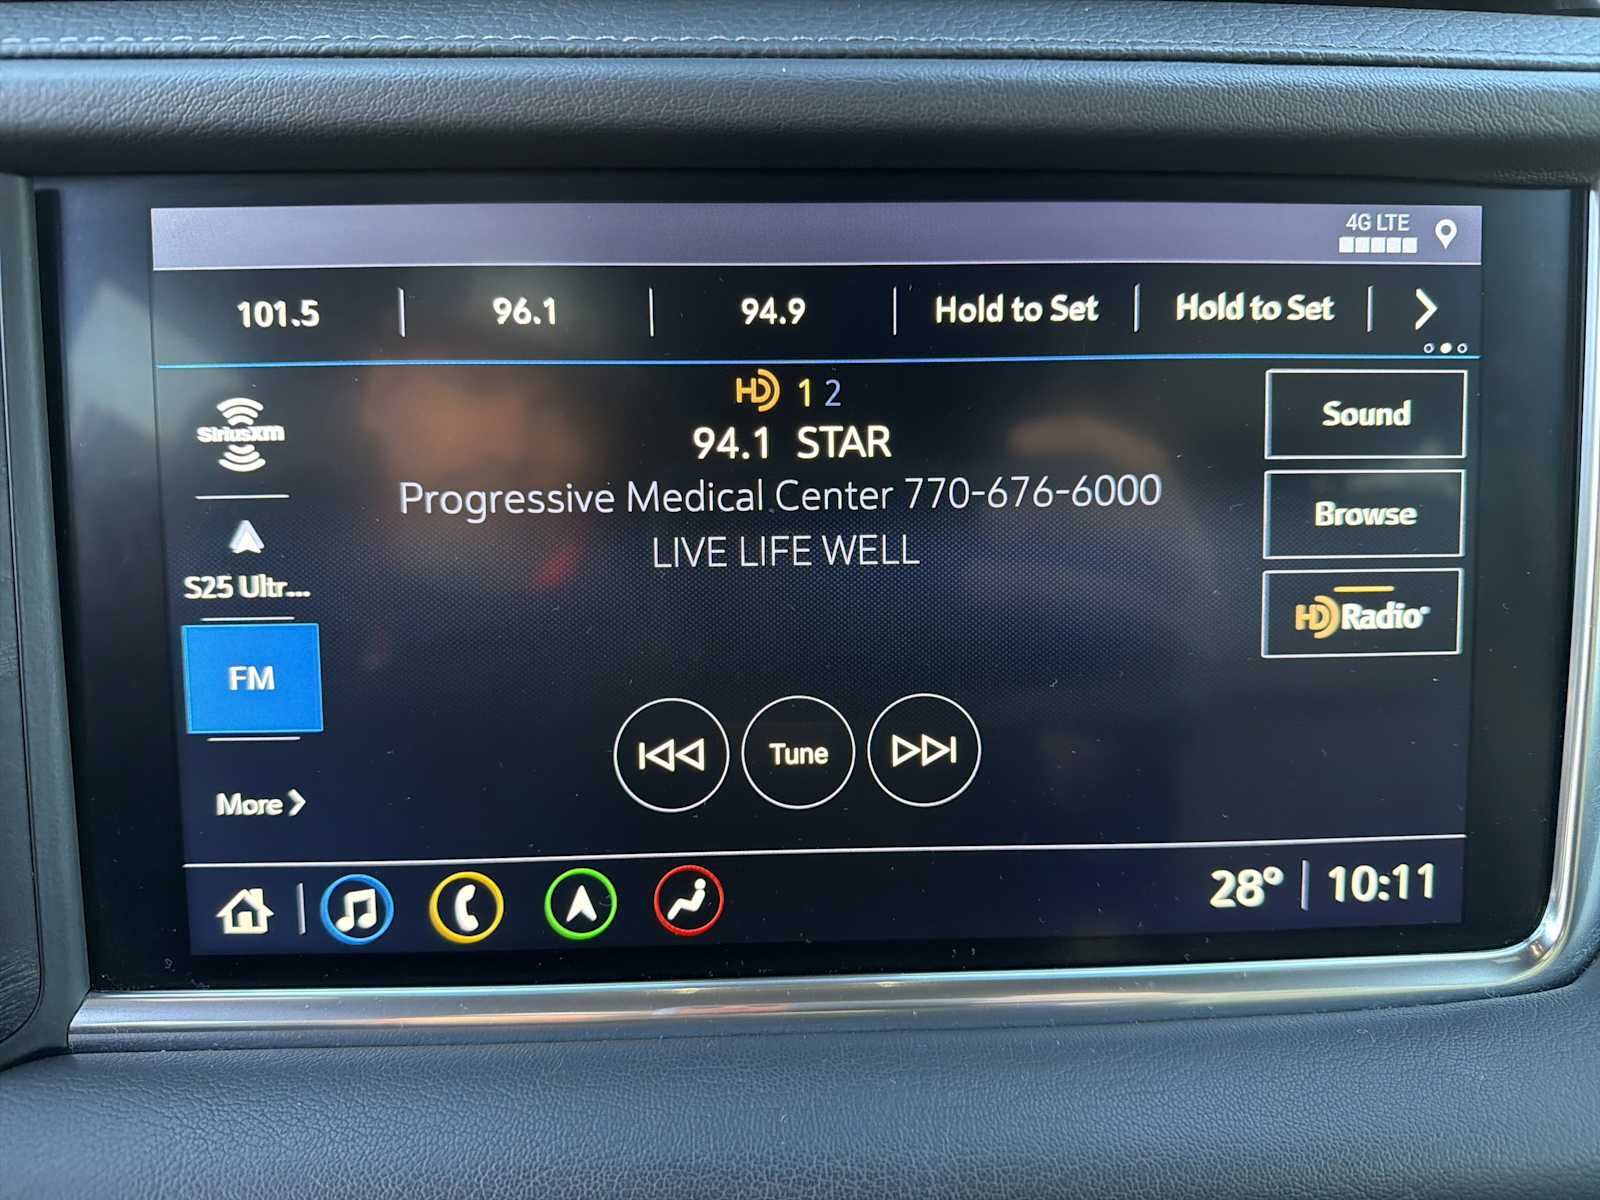 4G LTE
101.5 96.1 94.9 Hold to Set Hold to Set
HD 1 2
94.1 STAR
Progressive Medical Center 770-676-6000
LIVE LIFE WELL
SiriusXM
S25 Ultr...
FM
More
Sound
Browse
HD Radio
Tune
28° 10:11